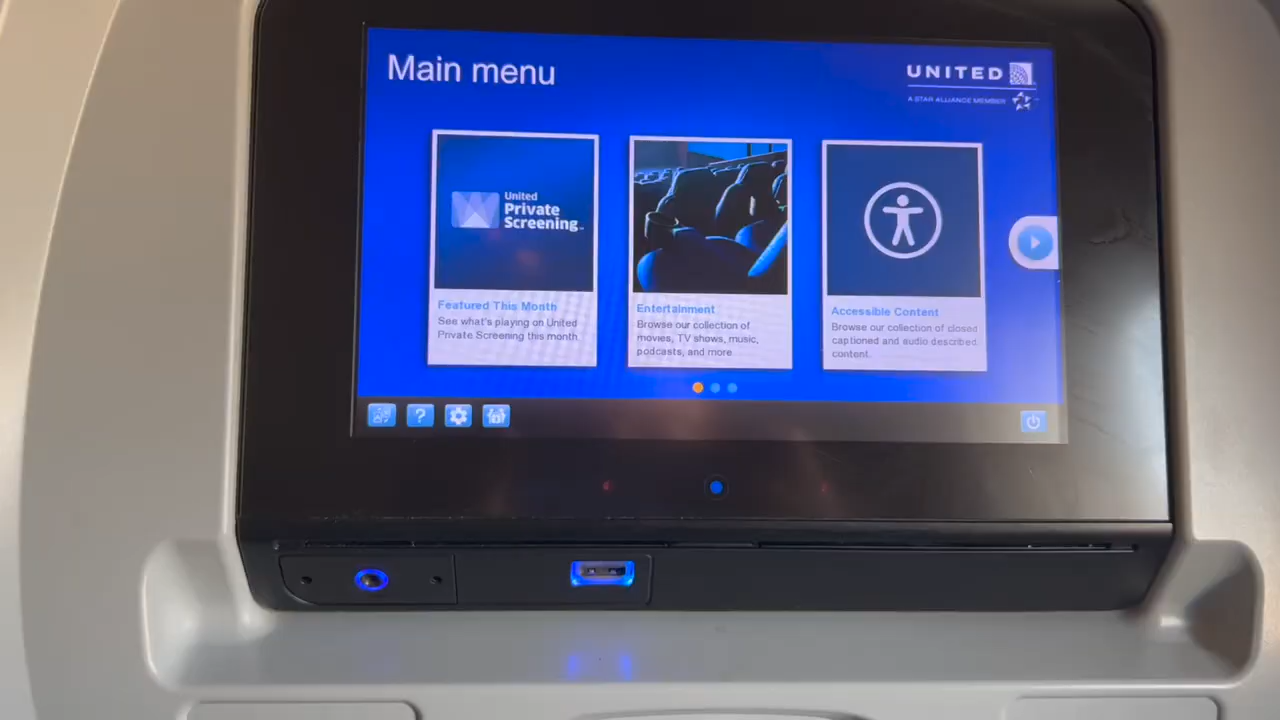 Main menu
UNITED
A STAR ALLIANCE MEMBER
United
Private
Screening
Featured This Month
See what's playing on United
Private Screening this month.
Entertainment
Browse our collection of
movies, TV shows, music,
podcasts, and more
Accessible Content
Browse our collection of closed
captioned and audio described
content.
?